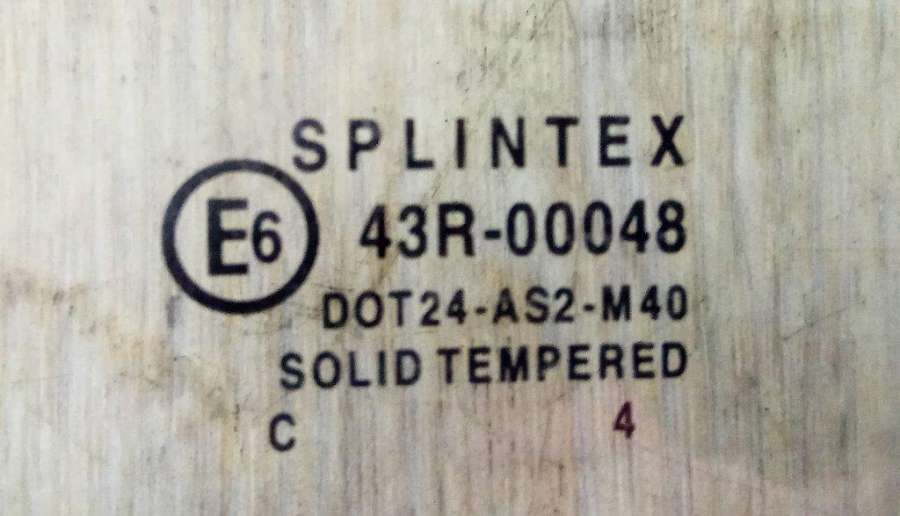 SPLINTEX
E6 43R-00048
DOT24-AS2-M40
SOLID TEMPERED
C 4